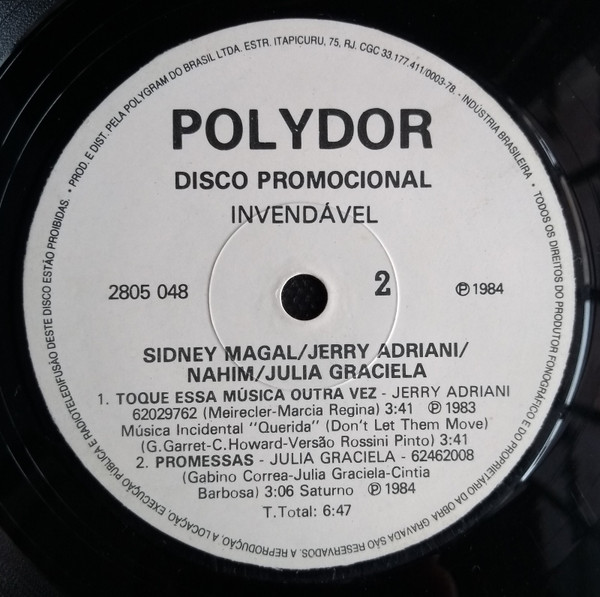 • PROD. E DIST. PELA POLYGRAM DO BRASIL LTDA. ESTR. ITAPICURU, 75, RJ. CGC 33.177.411/0003-78. - INDÚSTRIA BRASILEIRA • TODOS OS DIREITOS DO PRODUTOR FONOGRÁFICO E DO PROPRIETÁRIO DA OBRA GRAVADA SÃO RESERVADOS. A REPRODUÇÃO, A LOCAÇÃO, EXECUÇÃO PÚBLICA E RADIOTELEDIFUSÃO DESTE DISCO ESTÃO PROIBIDAS.
POLYDOR
DISCO PROMOCIONAL
INVENDÁVEL
2805 048
2
℗ 1984
SIDNEY MAGAL/JERRY ADRIANI/
NAHIM/JULIA GRACIELA
1. TOQUE ESSA MÚSICA OUTRA VEZ - JERRY ADRIANI
62029762 (Meirecler-Marcia Regina) 3:41 ℗ 1983
Música Incidental "Querida" (Don't Let Them Move)
(G.Garret-C.Howard-Versão Rossini Pinto) 3:41
2. PROMESSAS - JULIA GRACIELA - 62462008
(Gabino Correa-Julia Graciela-Cintia
Barbosa) 3:06 Saturno ℗ 1984
T.Total: 6:47